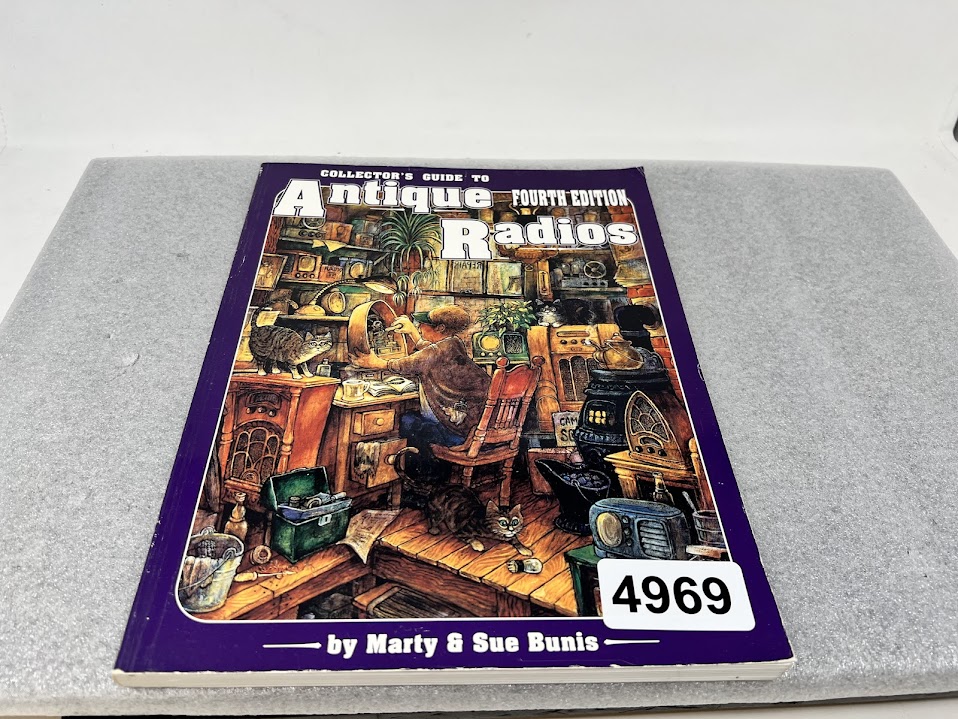 COLLECTOR'S GUIDE TO
Antique FOURTH EDITION
Radios
4969
by Marty & Sue Bunis